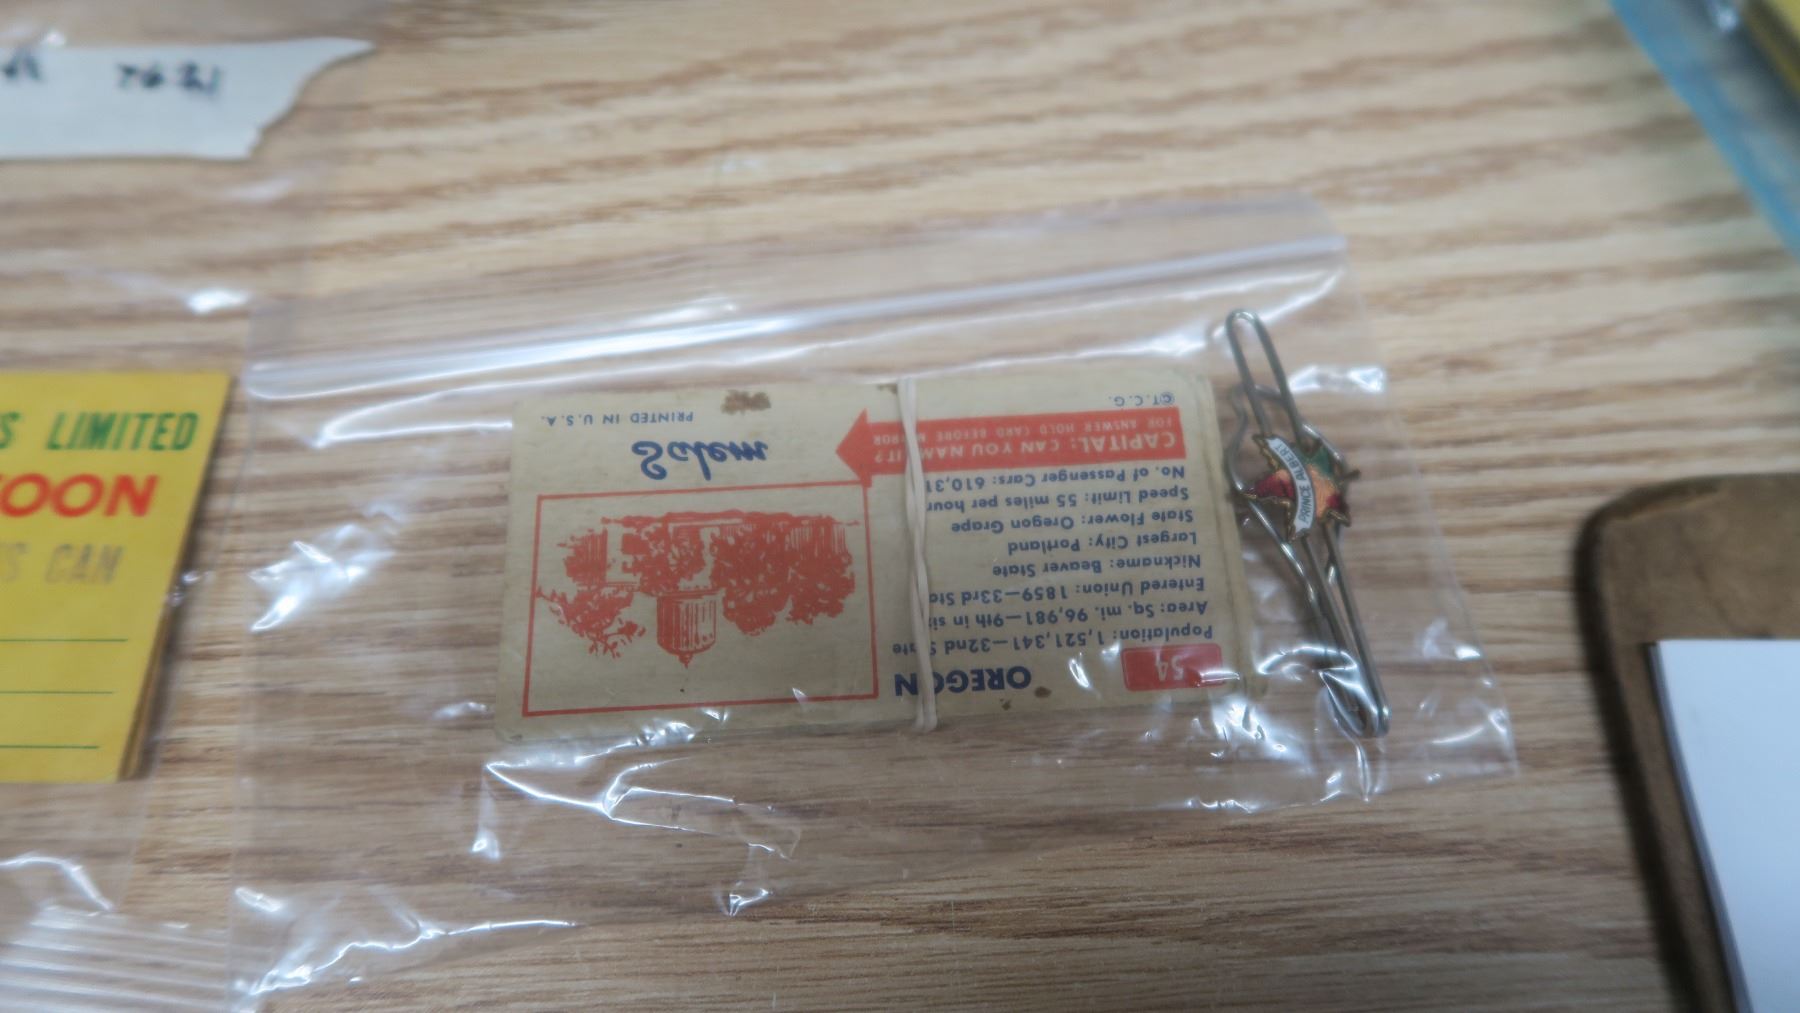 54
OREGON
Population: 1,521,341—32nd State
Area: Sq. mi. 96,981—9th in si
Entered Union: 1859—33rd Sta
Nickname: Beaver State
Largest City: Portland
State Flower: Oregon Grape
Speed Limit: 55 miles per hour
No. of Passenger Cars: 610,31
CAPITAL: CAN YOU NAME IT?
FOR ANSWER HOLD CARD BEFORE MIRROR
©T.C.G.
Salem
PRINTED IN U.S.A.
PRINCE ALBERT
S LIMITED
TOON
S CAN